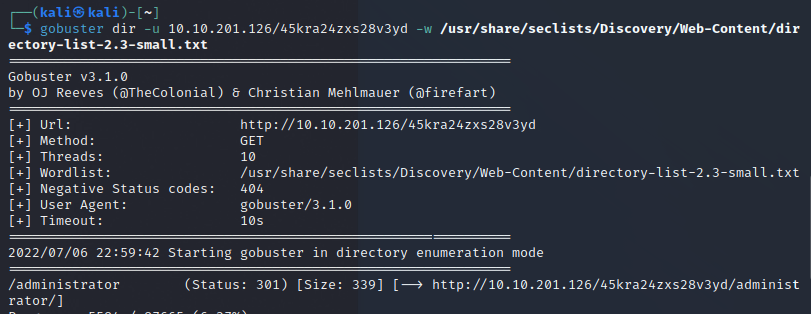 ┌──(kali㉿kali)-[~]
└─$ gobuster dir -u 10.10.201.126/45kra24zxs28v3yd -w /usr/share/seclists/Discovery/Web-Content/dir
ectory-list-2.3-small.txt
===============================================================
Gobuster v3.1.0
by OJ Reeves (@TheColonial) & Christian Mehlmauer (@firefart)
===============================================================
[+] Url:                     http://10.10.201.126/45kra24zxs28v3yd
[+] Method:                  GET
[+] Threads:                 10
[+] Wordlist:                /usr/share/seclists/Discovery/Web-Content/directory-list-2.3-small.txt
[+] Negative Status codes:   404
[+] User Agent:              gobuster/3.1.0
[+] Timeout:                 10s
===============================================================
2022/07/06 22:59:42 Starting gobuster in directory enumeration mode
===============================================================
/administrator        (Status: 301) [Size: 339] [--> http://10.10.201.126/45kra24zxs28v3yd/administ
rator/]